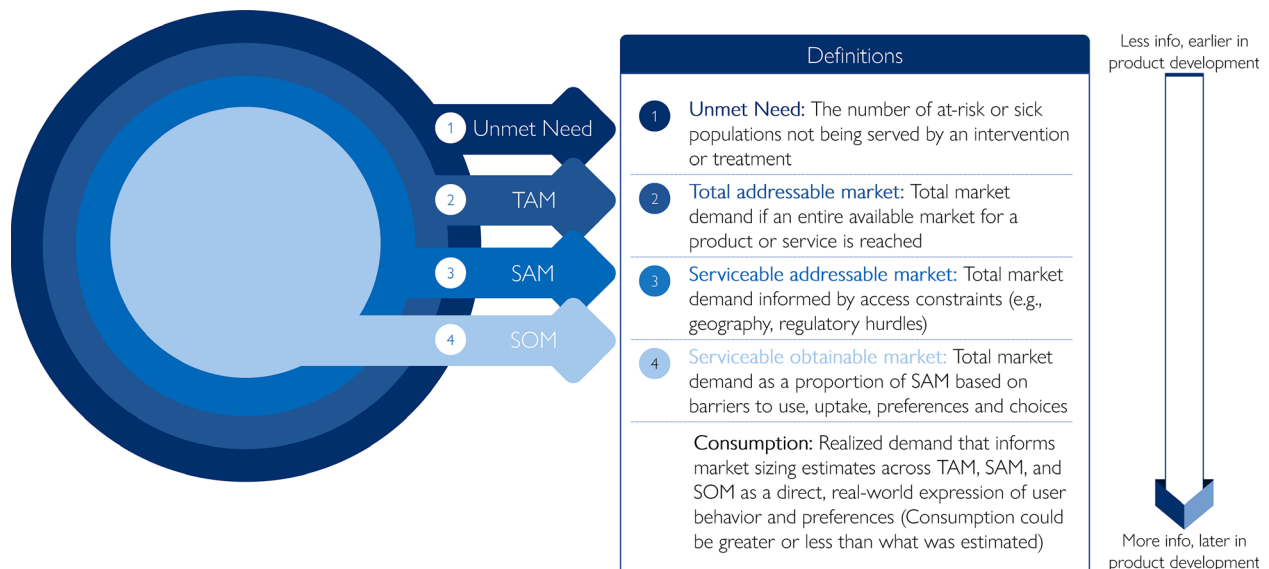 1 Unmet Need
2 TAM
3 SAM
4 SOM
Definitions
1 Unmet Need: The number of at-risk or sick
populations not being served by an intervention
or treatment
2 Total addressable market: Total market
demand if an entire available market for a
product or service is reached
3 Serviceable addressable market: Total market
demand informed by access constraints (e.g.,
geography, regulatory hurdles)
4 Serviceable obtainable market: Total market
demand as a proportion of SAM based on
barriers to use, uptake, preferences and choices
Consumption: Realized demand that informs
market sizing estimates across TAM, SAM, and
SOM as a direct, real-world expression of user
behavior and preferences (Consumption could
be greater or less than what was estimated)
Less info, earlier in
product development
More info, later in
product development